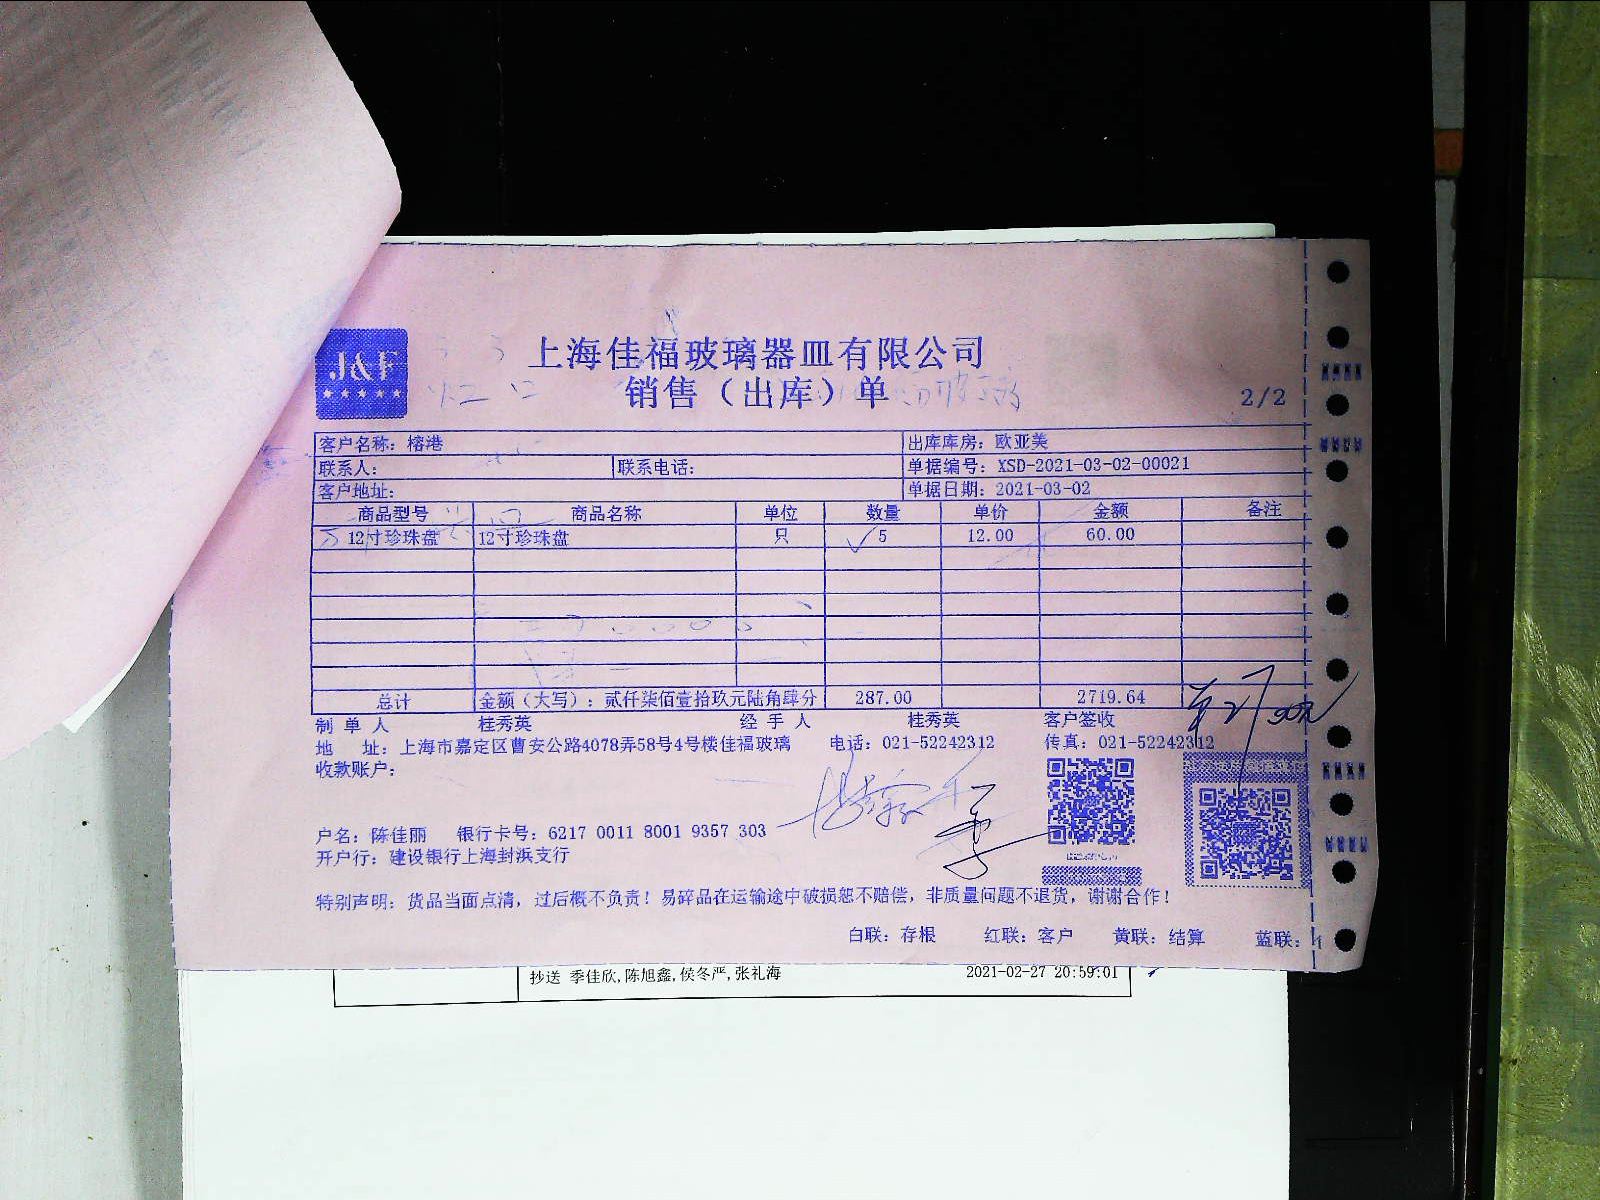 J&F
上海佳福玻璃器皿有限公司
销售（出库）单
2/2
客户名称: 榕港 出库库房: 欧亚美
联系人: 联系电话: 单据编号: XSD-2021-03-02-00021
客户地址: 单据日期: 2021-03-02
商品型号 商品名称 单位 数量 单价 金额 备注
12寸珍珠盘 12寸珍珠盘 只 5 12.00 60.00
总计 金额（大写）: 贰仟柒佰壹拾玖元陆角肆分 287.00 2719.64
制单人 桂秀英 经手人 桂秀英 客户签收
地 址: 上海市嘉定区曹安公路4078弄58号4号楼佳福玻璃 电话: 021-52242312 传真: 021-52242312
收款账户:
户名: 陈佳丽 银行卡号: 6217 0011 8001 9357 303
开户行: 建设银行上海封浜支行
特别声明: 货品当面点清, 过后概不负责! 易碎品在运输途中破损恕不赔偿, 非质量问题不退货, 谢谢合作!
白联: 存根 红联: 客户 黄联: 结算 蓝联:
抄送 季佳欣,陈旭鑫,侯冬严,张礼海 2021-02-27 20:59:01